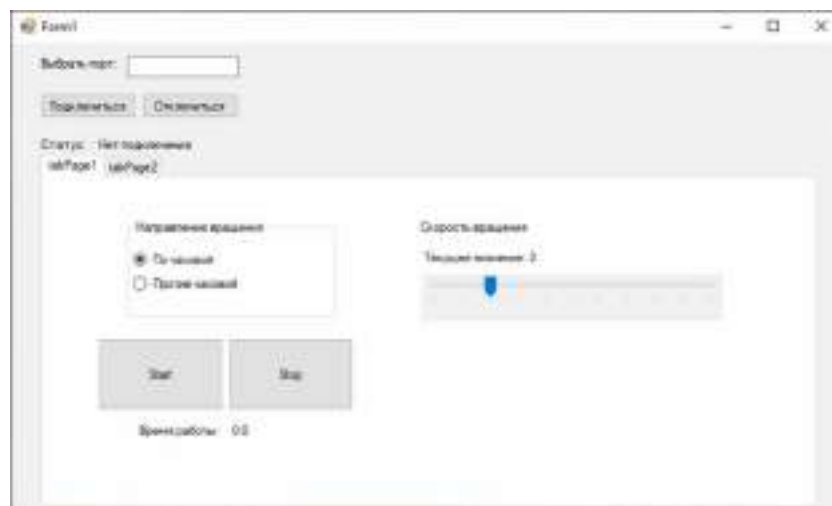 Form1
Выбрать порт:
Подключиться Отключиться
Статус: Нет подключения
tabPage1 tabPage2
Направление вращения
По часовой
Против часовой
Скорость вращения
Текущее значение: 3
Start Stop
Время работы: 0:0